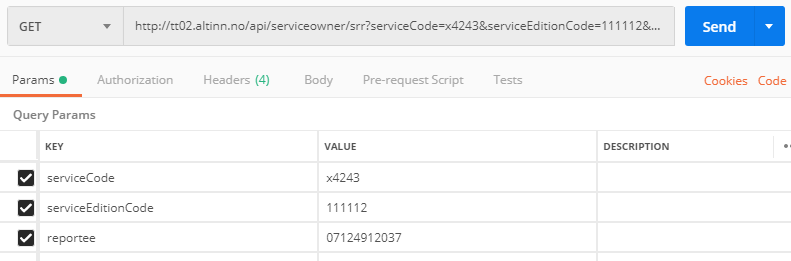 GET http://tt02.altinn.no/api/serviceowner/srr?serviceCode=x4243&serviceEditionCode=111112&... Send
Params Authorization Headers (4) Body Pre-request Script Tests Cookies Code
Query Params
KEY VALUE DESCRIPTION
serviceCode x4243
serviceEditionCode 111112
reportee 07124912037